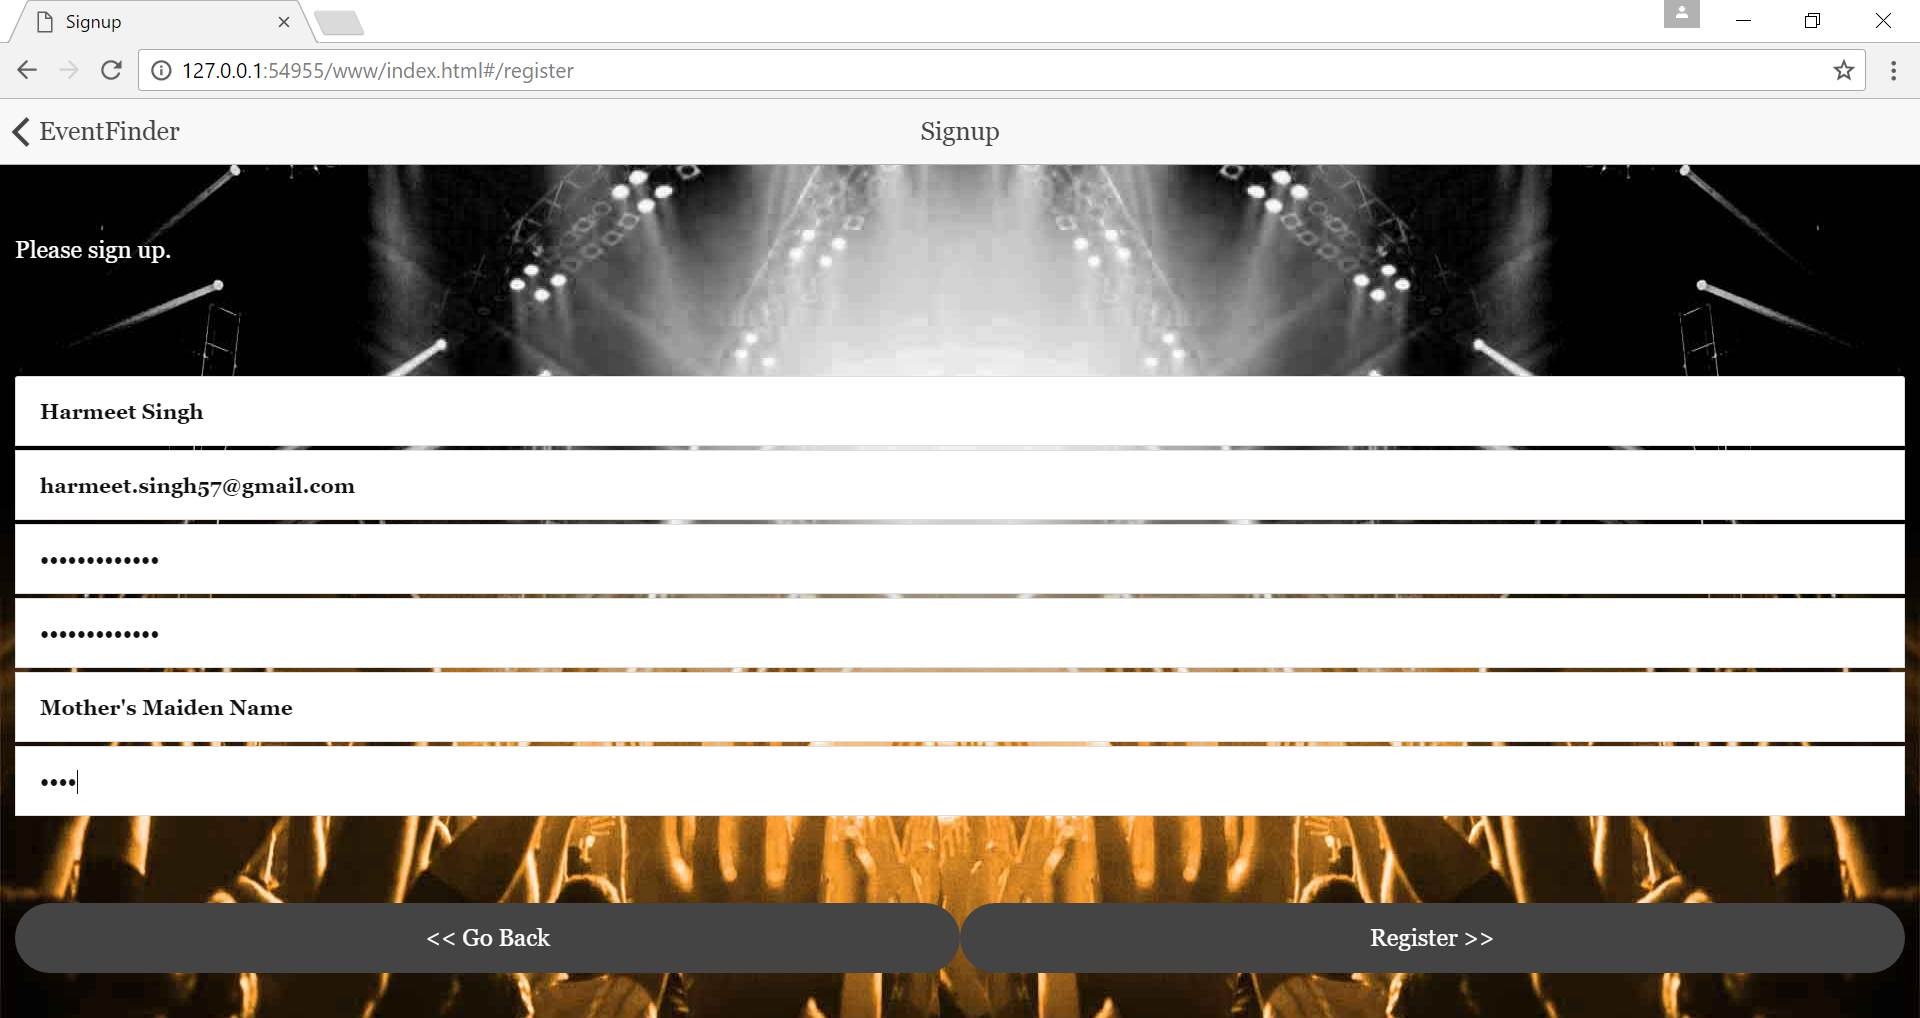 Signup
127.0.0.1:54955/www/index.html#/register
EventFinder
Signup
Please sign up.
Harmeet Singh
harmeet.singh57@gmail.com
•••••••••••••
•••••••••••••
Mother's Maiden Name
••••
<< Go Back
Register >>